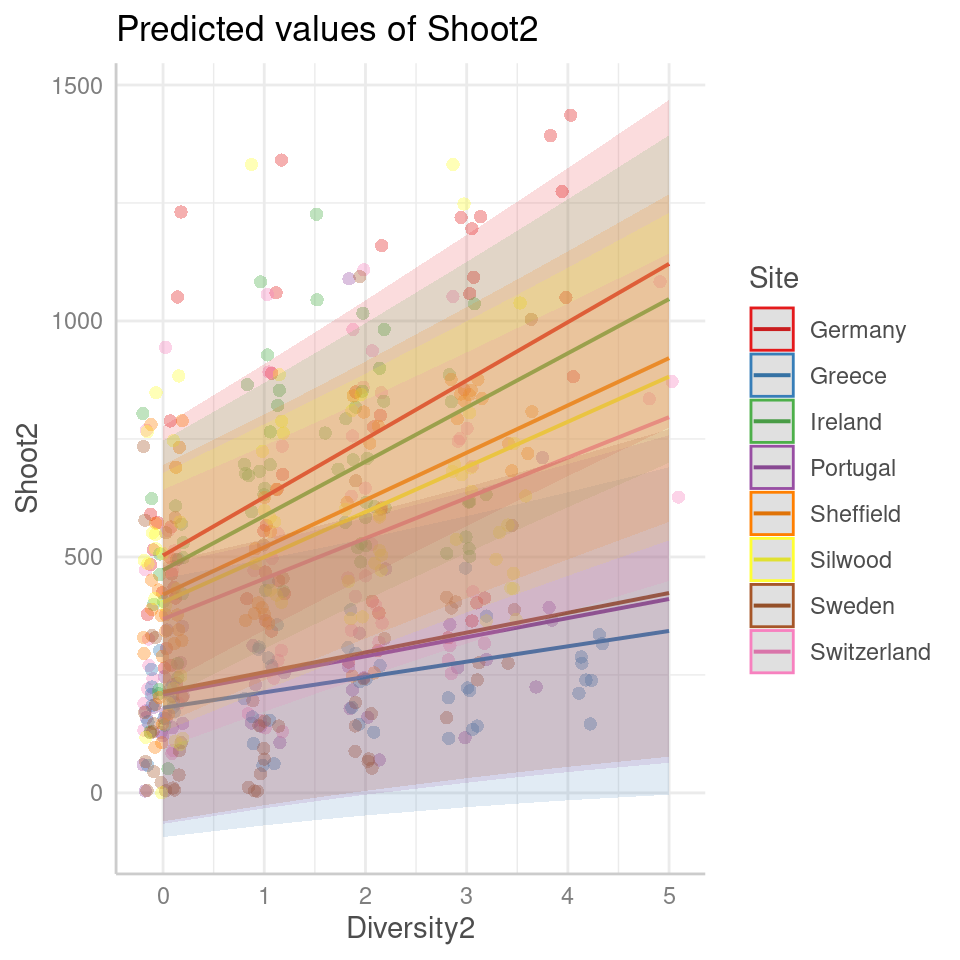 Predicted values of Shoot2
1500
1000
500
0
Shoot2
0 1 2 3 4 5
Diversity2
Site
Germany
Greece
Ireland
Portugal
Sheffield
Silwood
Sweden
Switzerland